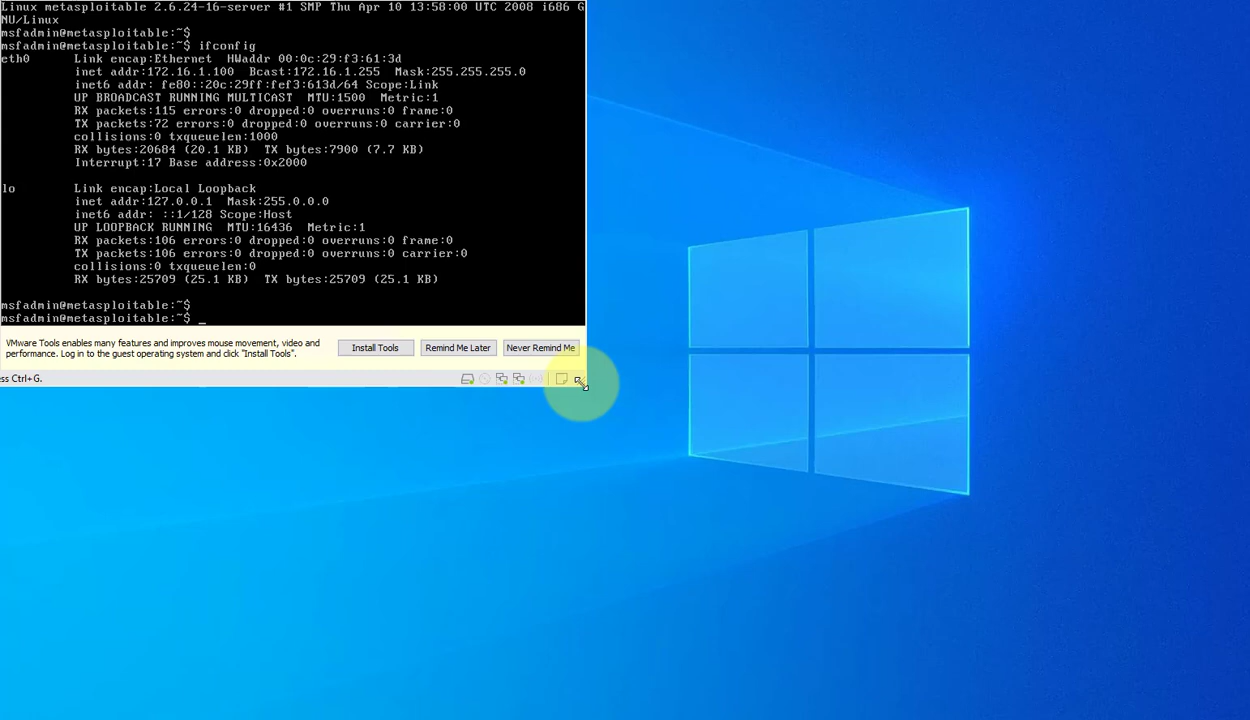 Linux metasploitable 2.6.24-16-server #1 SMP Thu Apr 10 13:58:00 UTC 2008 i686 G
NU/Linux
msfadmin@metasploitable:~$
msfadmin@metasploitable:~$ ifconfig
eth0      Link encap:Ethernet  HWaddr 00:0c:29:f3:61:3d
          inet addr:172.16.1.100  Bcast:172.16.1.255  Mask:255.255.255.0
          inet6 addr: fe80::20c:29ff:fef3:613d/64 Scope:Link
          UP BROADCAST RUNNING MULTICAST  MTU:1500  Metric:1
          RX packets:115 errors:0 dropped:0 overruns:0 frame:0
          TX packets:72 errors:0 dropped:0 overruns:0 carrier:0
          collisions:0 txqueuelen:1000
          RX bytes:20684 (20.1 KB)  TX bytes:7900 (7.7 KB)
          Interrupt:17 Base address:0x2000
lo        Link encap:Local Loopback
          inet addr:127.0.0.1  Mask:255.0.0.0
          inet6 addr: ::1/128 Scope:Host
          UP LOOPBACK RUNNING  MTU:16436  Metric:1
          RX packets:106 errors:0 dropped:0 overruns:0 frame:0
          TX packets:106 errors:0 dropped:0 overruns:0 carrier:0
          collisions:0 txqueuelen:0
          RX bytes:25709 (25.1 KB)  TX bytes:25709 (25.1 KB)
msfadmin@metasploitable:~$
msfadmin@metasploitable:~$ _
VMware Tools enables many features and improves mouse movement, video and
performance. Log in to the guest operating system and click "Install Tools".
Install Tools
Remind Me Later
Never Remind Me
ess Ctrl+G.